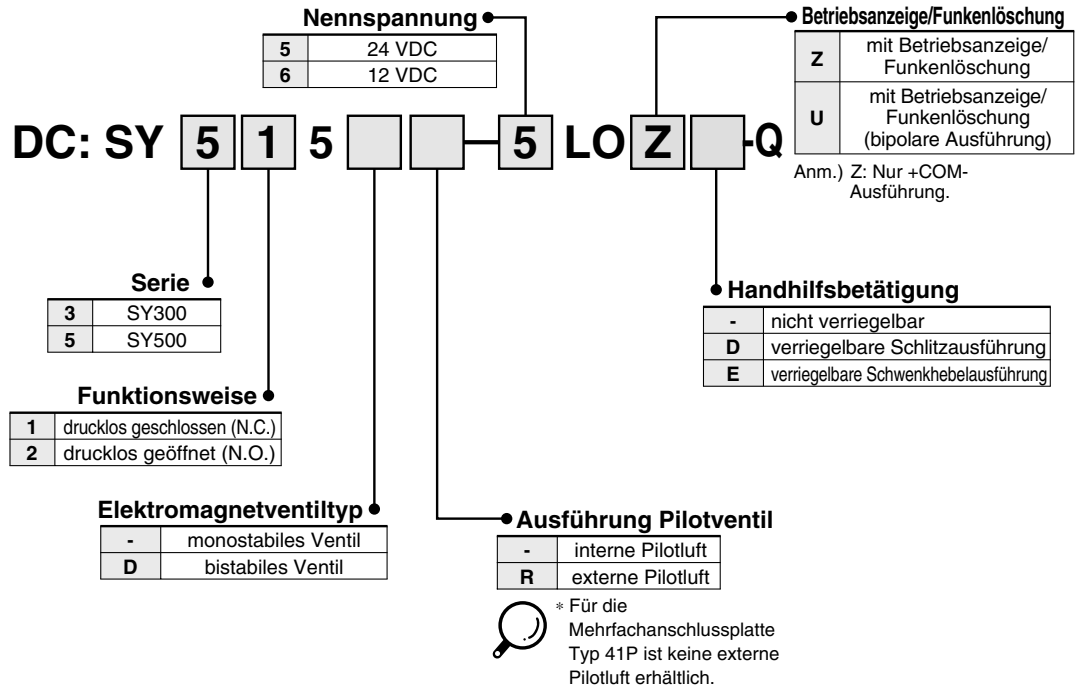 Nennspannung
5 24 VDC
6 12 VDC
Betriebsanzeige/Funkenlöschung
Z mit Betriebsanzeige/
Funkenlöschung
U mit Betriebsanzeige/
Funkenlöschung
(bipolare Ausführung)
Anm.) Z: Nur +COM-
Ausführung.
DC: SY 5 1 5 - 5 LO Z -Q
Serie
3 SY300
5 SY500
Funktionsweise
1 drucklos geschlossen (N.C.)
2 drucklos geöffnet (N.O.)
Elektromagnetventiltyp
- monostabiles Ventil
D bistabiles Ventil
Handhilfsbetätigung
- nicht verriegelbar
D verriegelbare Schlitzausführung
E verriegelbare Schwenkhebelausführung
Ausführung Pilotventil
- interne Pilotluft
R externe Pilotluft
* Für die
Mehrfachanschlussplatte
Typ 41P ist keine externe
Pilotluft erhältlich.